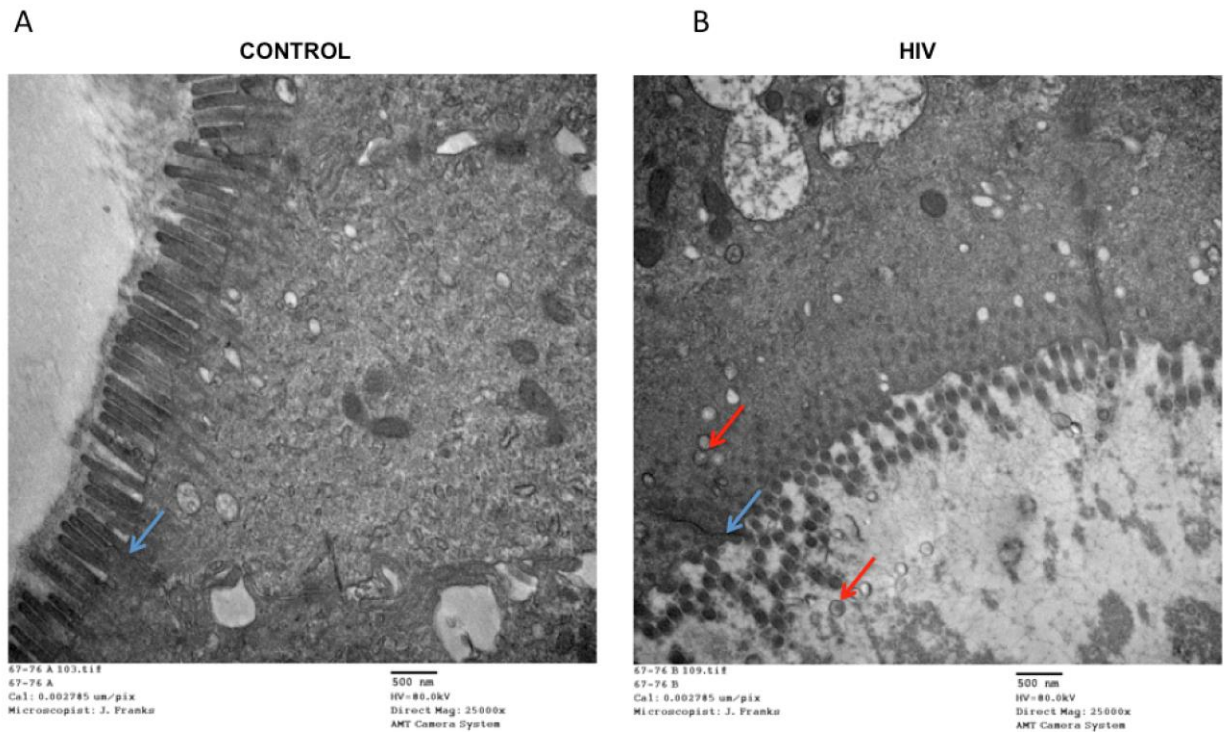 A
CONTROL
67-76 A 103.tif
67-76 A
Cal: 0.002785 um/pix
Microscopist: J. Franks
500 nm
HV=80.0kV
Direct Mag: 25000x
AMT Camera System
B
HIV
67-76 B 109.tif
67-76 B
Cal: 0.002785 um/pix
Microscopist: J. Franks
500 nm
HV=80.0kV
Direct Mag: 25000x
AMT Camera System